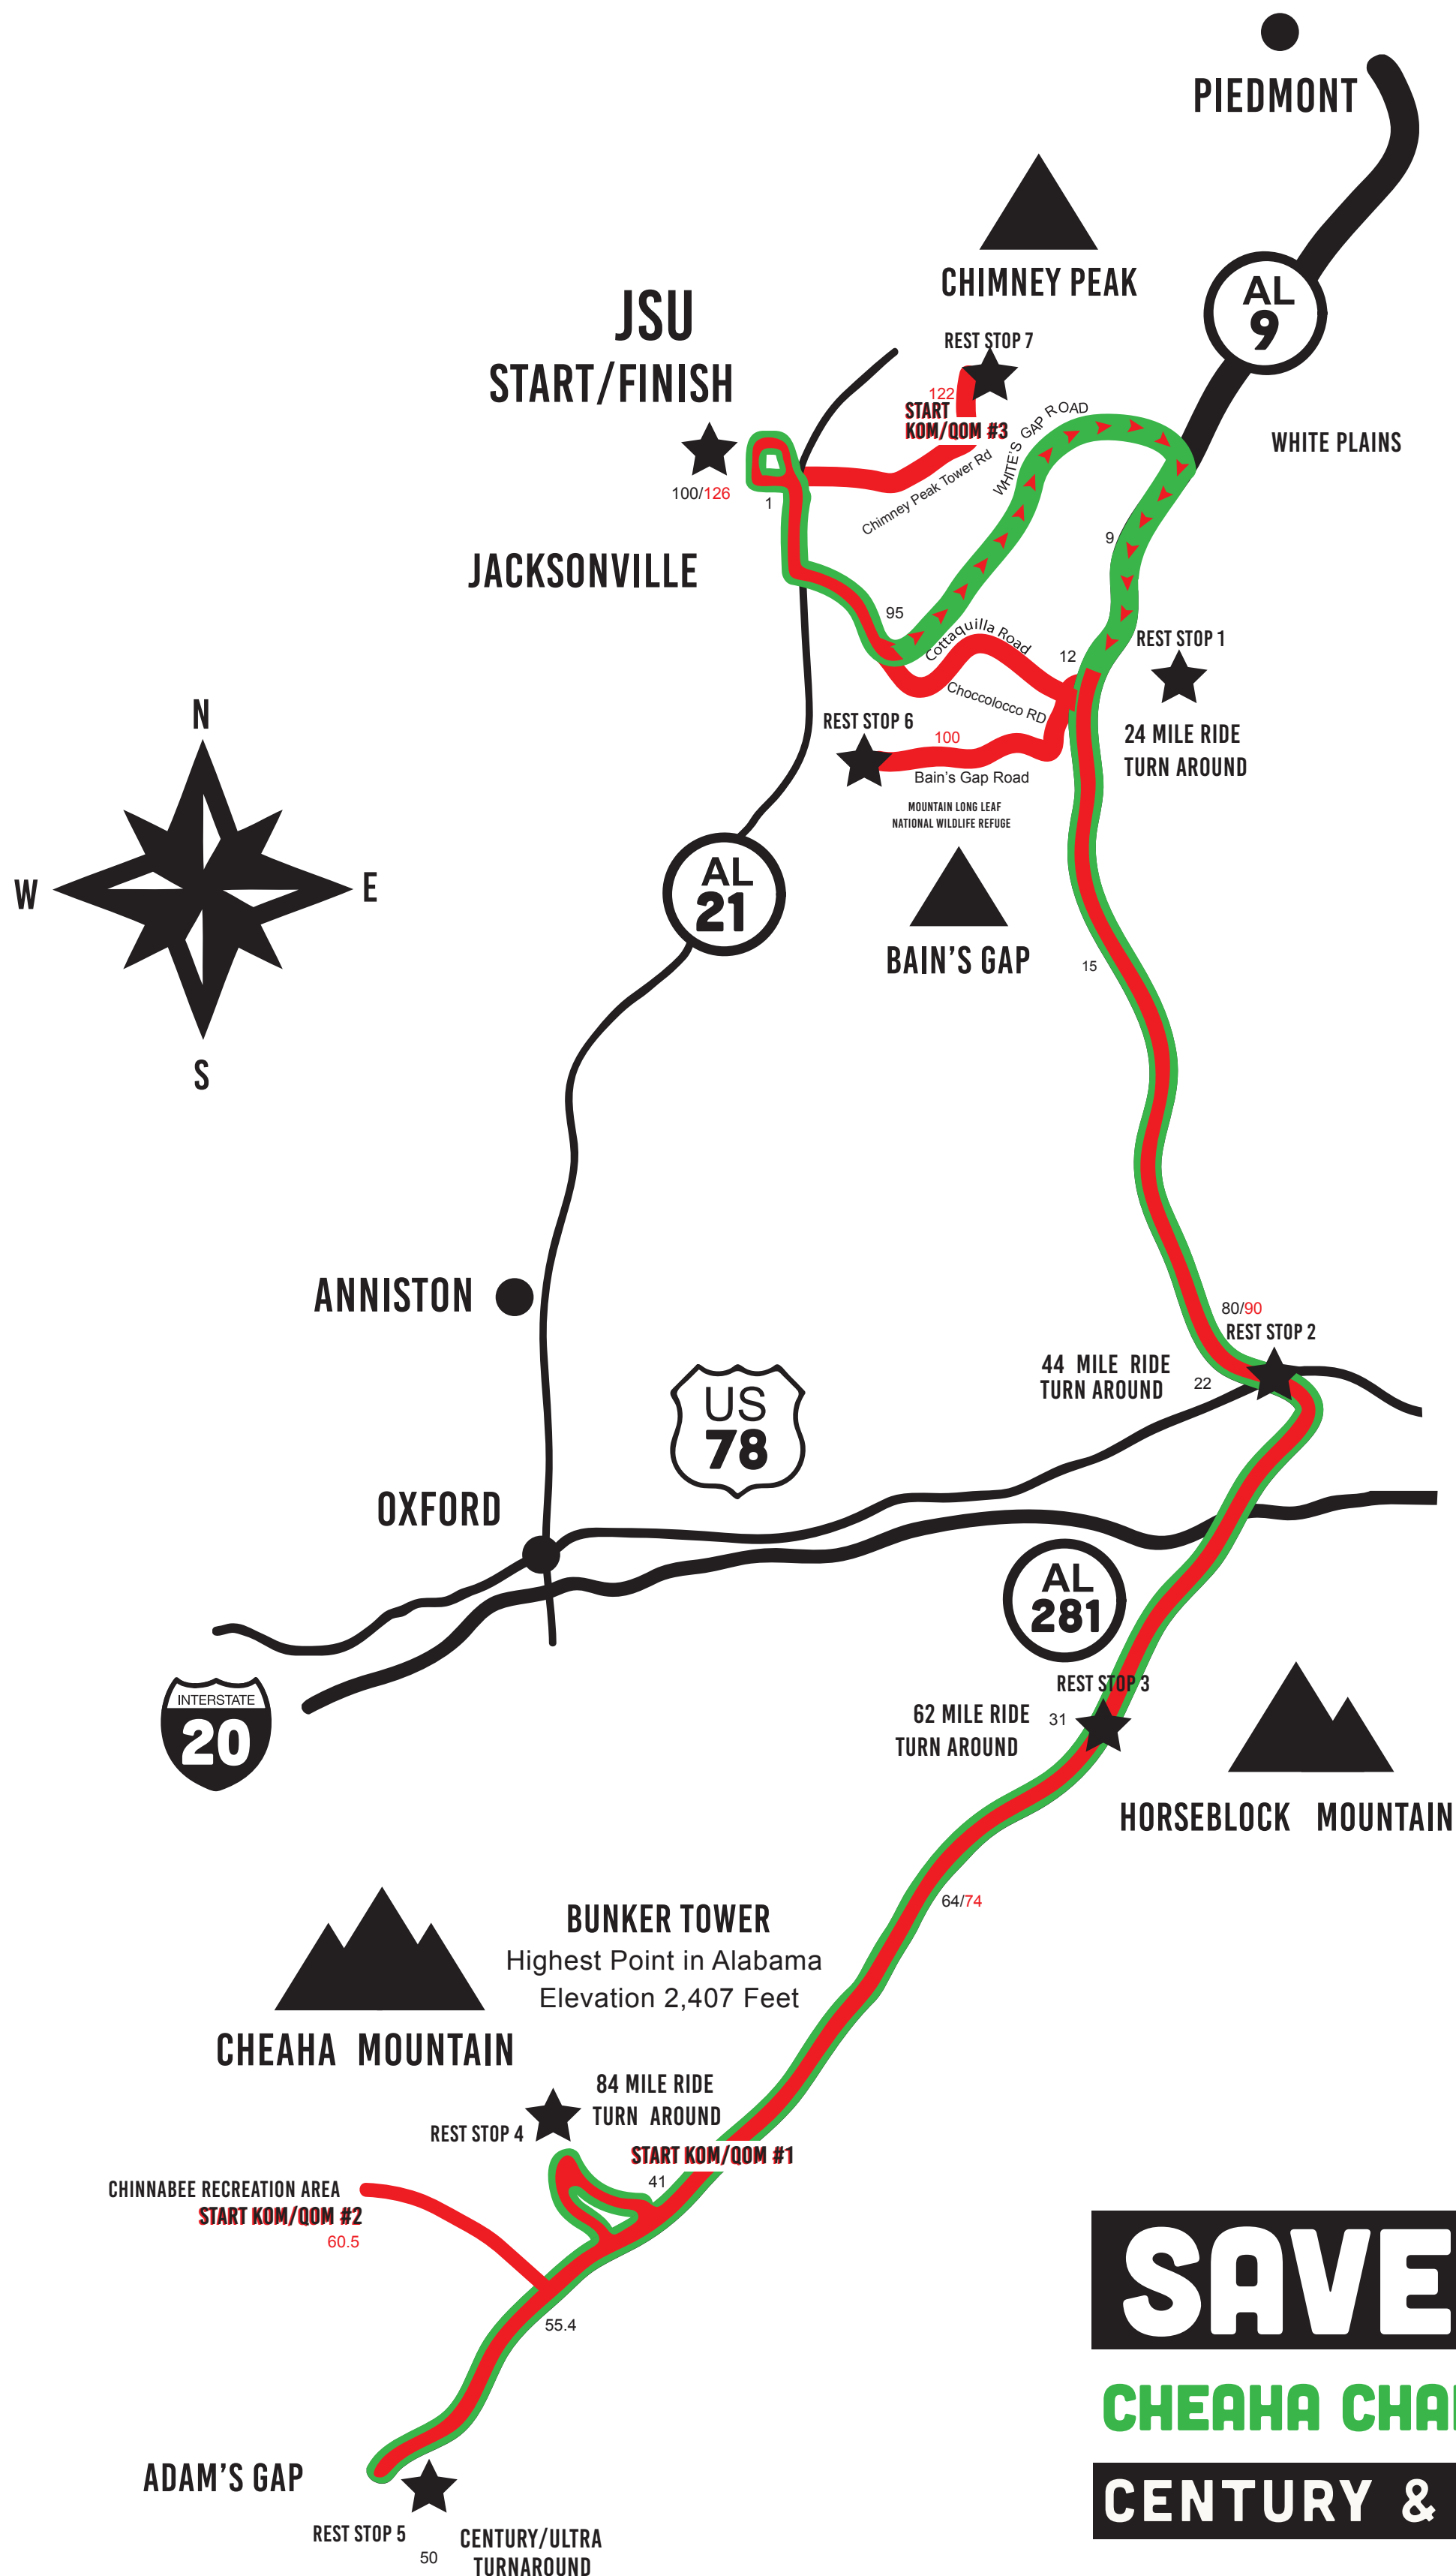 PIEDMONT
CHIMNEY PEAK
AL
9
JSU
START/FINISH
REST STOP 7
122
START
KOM/QOM #3
WHITE'S GAP ROAD
WHITE PLAINS
Chimney Peak Tower Rd
100/126
1
9
JACKSONVILLE
95
Cottaquilla Road
12
REST STOP 1
Choccolocco RD
REST STOP 6
100
24 MILE RIDE
TURN AROUND
Bain's Gap Road
MOUNTAIN LONG LEAF
NATIONAL WILDLIFE REFUGE
N
W
E
S
AL
21
BAIN'S GAP
15
ANNISTON
80/90
REST STOP 2
44 MILE RIDE
TURN AROUND
22
US
78
OXFORD
AL
281
REST STOP 3
INTERSTATE
20
62 MILE RIDE
TURN AROUND
31
HORSEBLOCK MOUNTAIN
64/74
BUNKER TOWER
Highest Point in Alabama
Elevation 2,407 Feet
CHEAHA MOUNTAIN
84 MILE RIDE
TURN AROUND
REST STOP 4
START KOM/QOM #1
41
CHINNABEE RECREATION AREA
START KOM/QOM #2
60.5
55.4
ADAM'S GAP
REST STOP 5
50
CENTURY/ULTRA
TURNAROUND
SAVE
CHEAHA CHA
CENTURY &